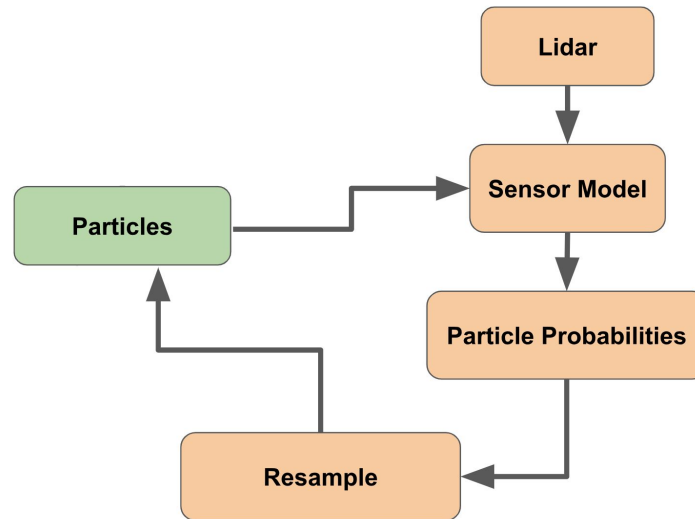 Lidar
Sensor Model
Particles
Particle Probabilities
Resample